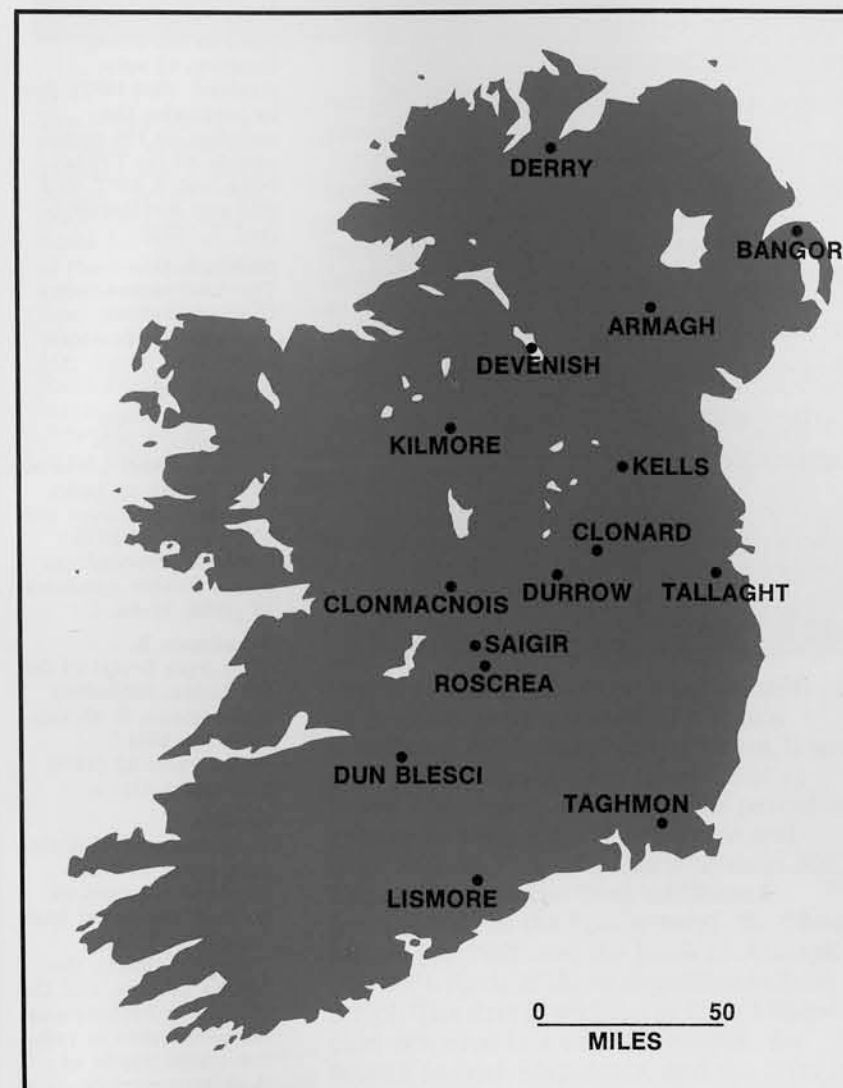 DERRY
BANGOR
ARMAGH
DEVENISH
KILMORE
KELLS
CLONARD
DURROW
TALLAGHT
CLONMACNOIS
SAIGIR
ROSCREA
DUN BLESCI
TAGHMON
LISMORE
0 50
MILES